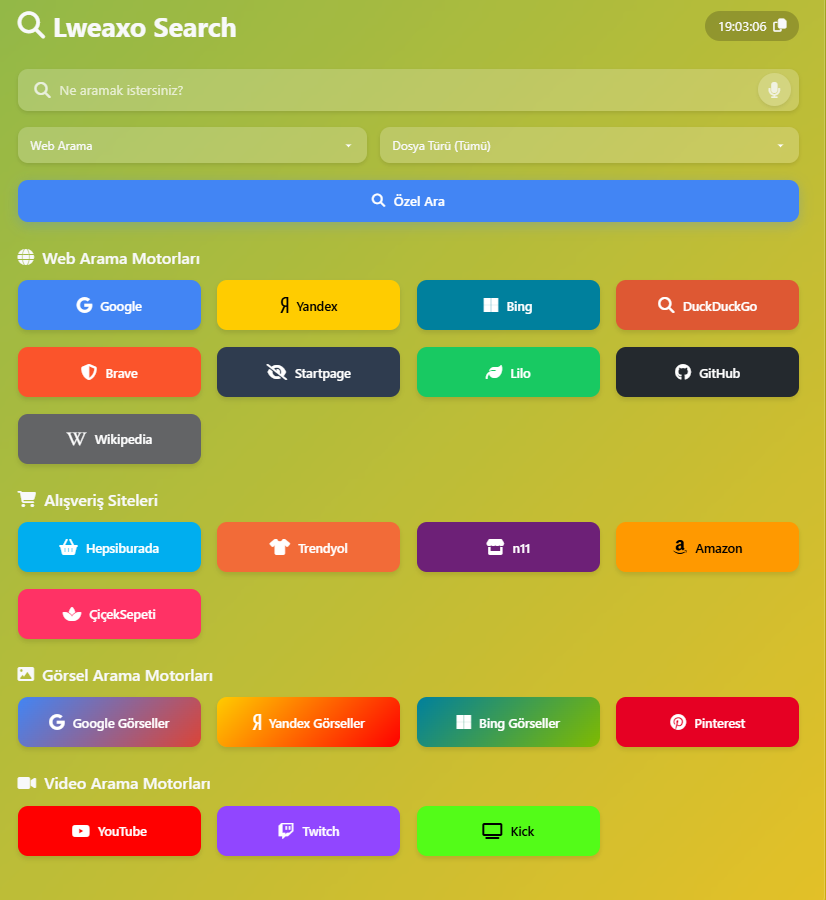 Lweaxo Search
19:03:06
Ne aramak istersiniz?
Web Arama
Dosya Türü (Tümü)
Özel Ara
Web Arama Motorları
Google
Yandex
Bing
DuckDuckGo
Brave
Startpage
Lilo
GitHub
Wikipedia
Alışveriş Siteleri
Hepsiburada
Trendyol
n11
Amazon
ÇiçekSepeti
Görsel Arama Motorları
Google Görseller
Yandex Görseller
Bing Görseller
Pinterest
Video Arama Motorları
YouTube
Twitch
Kick